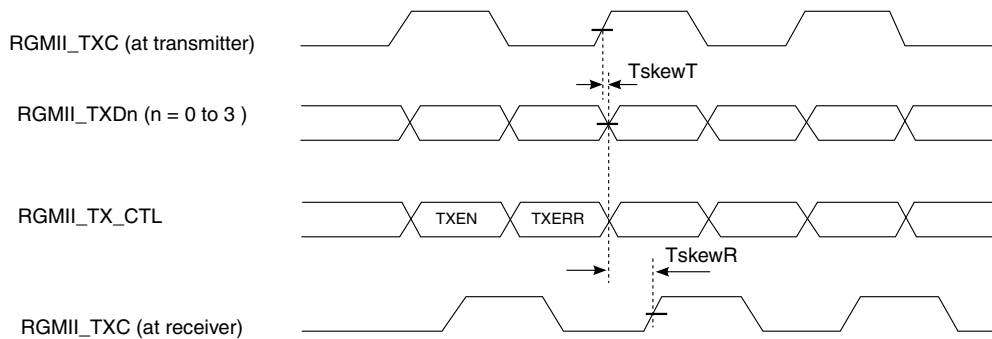 RGMII_TXC (at transmitter)
TskewT
RGMII_TXDn (n = 0 to 3 )
RGMII_TX_CTL
TXEN
TXERR
TskewR
RGMII_TXC (at receiver)